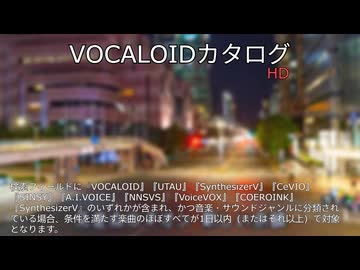 VOCALOIDカタログ
HD
検索フィールドに『VOCALOID』『UTAU』『SynthesizerV』『CeVIO』
『SINSY』『A.I.VOICE』『NNSVS』『VoiceVOX』『COEROINK』
『SynthesizerV』のいずれかが含まれ、かつ音楽・サウンドジャンルに分類され
ている場合、条件を満たす楽曲のほぼすべてが1日以内（またはそれ以上）で対象
となります。